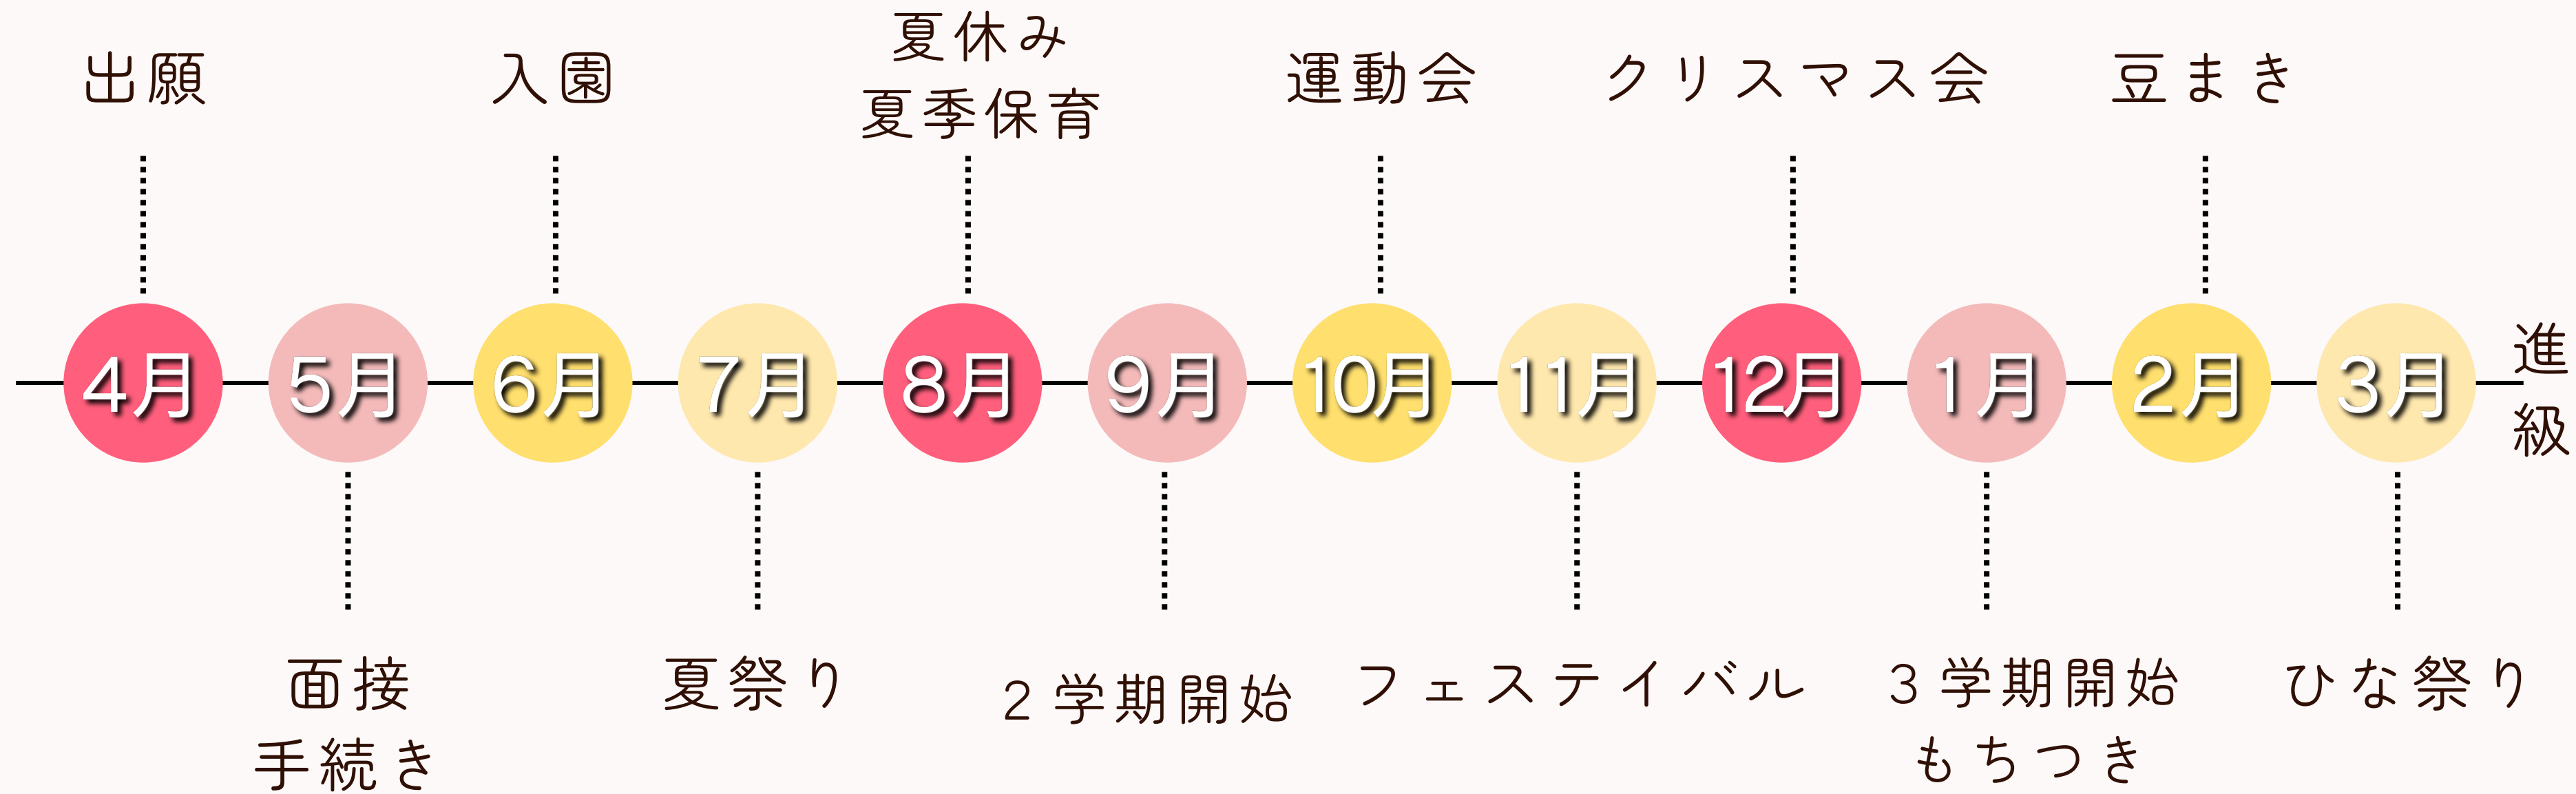 出願
入園
夏休み
夏季保育
運動会
クリスマス会
豆まき
4月
5月
6月
7月
8月
9月
10月
11月
12月
1月
2月
3月
進級
面接
手続き
夏祭り
2学期開始
フェステイバル
3学期開始
もちつき
ひな祭り